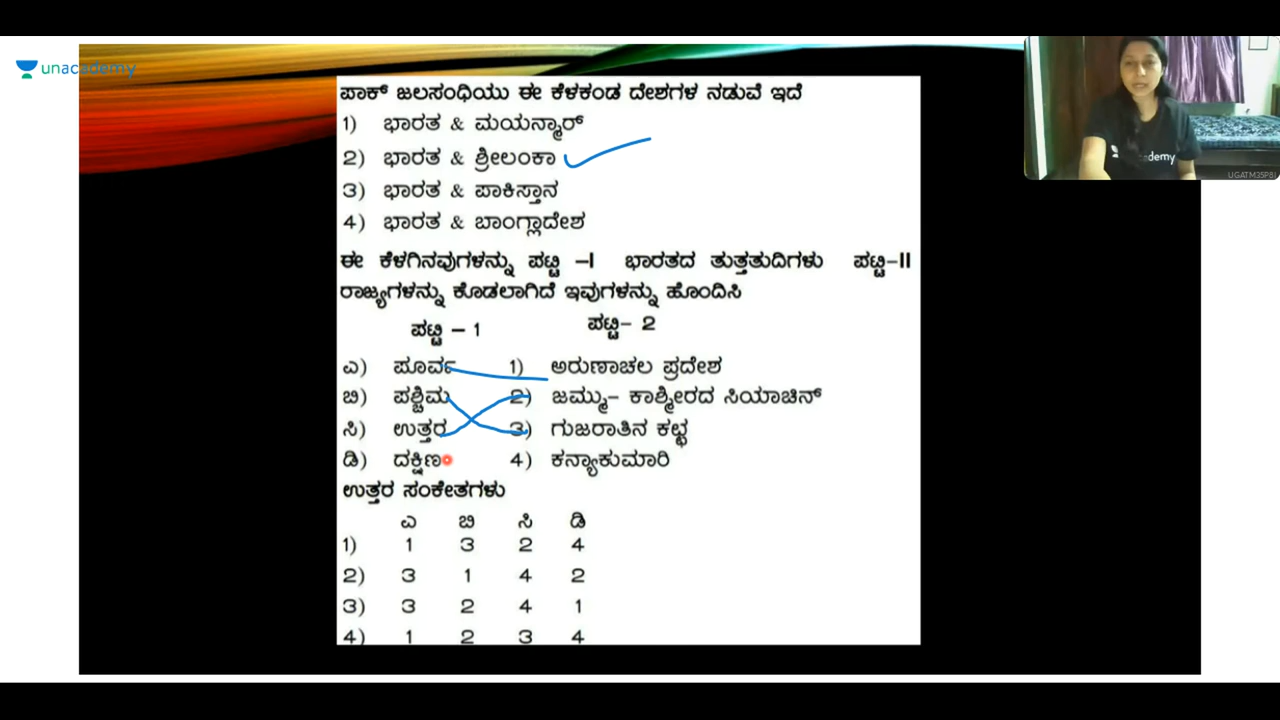 unacademy
ಪಾಕ್ ಜಲಸಂಧಿಯು ಈ ಕೆಳಕಂಡ ದೇಶಗಳ ನಡುವೆ ಇದೆ
1) ಭಾರತ & ಮಯನ್ಮಾರ್
2) ಭಾರತ & ಶ್ರೀಲಂಕಾ
3) ಭಾರತ & ಪಾಕಿಸ್ತಾನ
4) ಭಾರತ & ಬಾಂಗ್ಲಾದೇಶ
ಈ ಕೆಳಗಿನವುಗಳನ್ನು ಪಟ್ಟಿ –I ಭಾರತದ ತುತ್ತತುದಿಗಳು ಪಟ್ಟಿ–II
ರಾಜ್ಯಗಳನ್ನು ಕೊಡಲಾಗಿದೆ ಇವುಗಳನ್ನು ಹೊಂದಿಸಿ
ಪಟ್ಟಿ – 1 ಪಟ್ಟಿ– 2
ಎ) ಪೂರ್ವ 1) ಅರುಣಾಚಲ ಪ್ರದೇಶ
ಬಿ) ಪಶ್ಚಿಮ 2) ಜಮ್ಮು– ಕಾಶ್ಮೀರದ ಸಿಯಾಚಿನ್
ಸಿ) ಉತ್ತರ 3) ಗುಜರಾತಿನ ಕಛ್ಛ
ಡಿ) ದಕ್ಷಿಣ 4) ಕನ್ಯಾಕುಮಾರಿ
ಉತ್ತರ ಸಂಕೇತಗಳು
ಎ ಬಿ ಸಿ ಡಿ
1) 1 3 2 4
2) 3 1 4 2
3) 3 2 4 1
4) 1 2 3 4
academy
UGATM35P8J